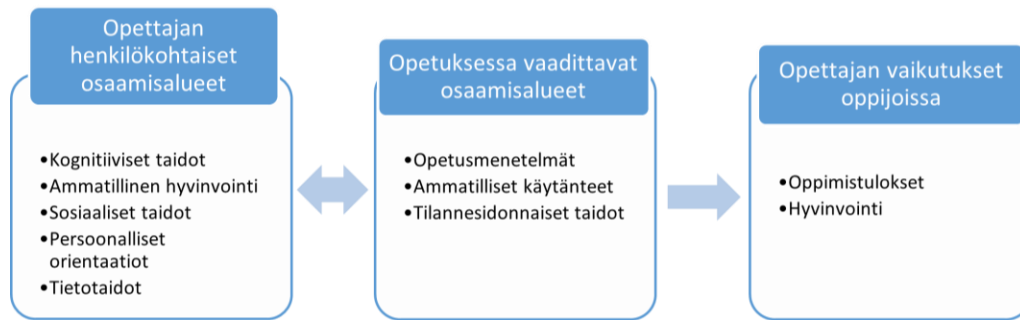 Opettajan
henkilökohtaiset
osaamisalueet
•Kognitiiviset taidot
•Ammatillinen hyvinvointi
•Sosiaaliset taidot
•Persoonalliset
orientaatiot
•Tietotaidot
Opetuksessa vaadittavat
osaamisalueet
•Opetusmenetelmät
•Ammatilliset käytänteet
•Tilannesidonnaiset taidot
Opettajan vaikutukset
oppijoissa
•Oppimistulokset
•Hyvinvointi